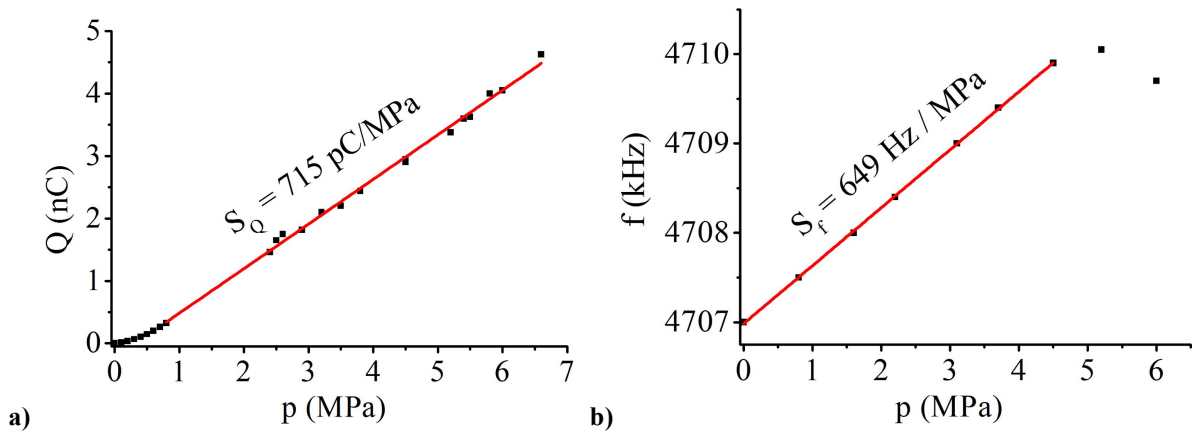 5
4
3
2
1
0
Q (nC)
S_Q = 715 pC/MPa
0 1 2 3 4 5 6 7
p (MPa)
a)
4710
4709
4708
4707
f (kHz)
S_f = 649 Hz / MPa
0 1 2 3 4 5 6
p (MPa)
b)